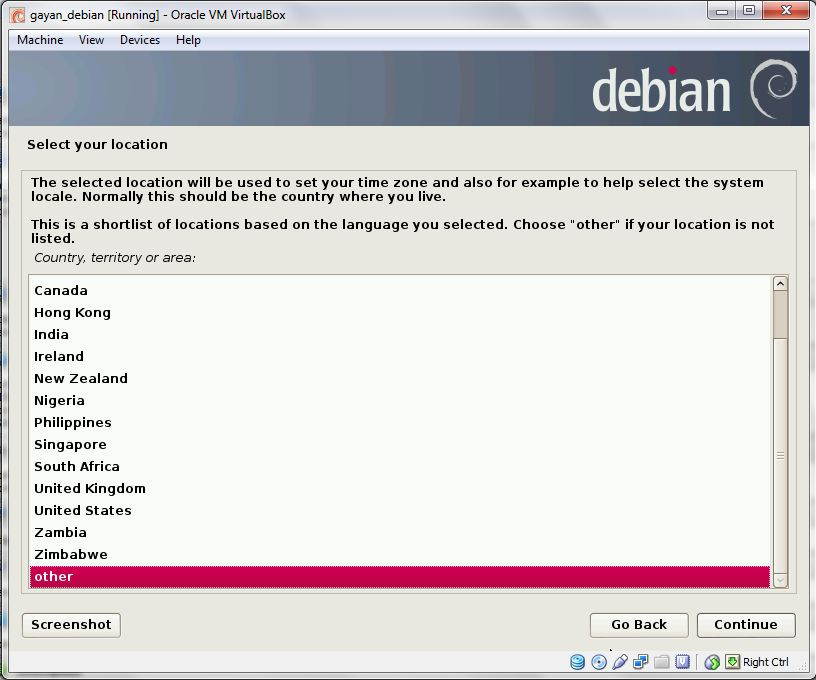 gayan_debian [Running] - Oracle VM VirtualBox
Machine View Devices Help
debian
Select your location
The selected location will be used to set your time zone and also for example to help select the system
locale. Normally this should be the country where you live.
This is a shortlist of locations based on the language you selected. Choose "other" if your location is not
listed.
Country, territory or area:
Canada
Hong Kong
India
Ireland
New Zealand
Nigeria
Philippines
Singapore
South Africa
United Kingdom
United States
Zambia
Zimbabwe
other
Screenshot Go Back Continue
Right Ctrl